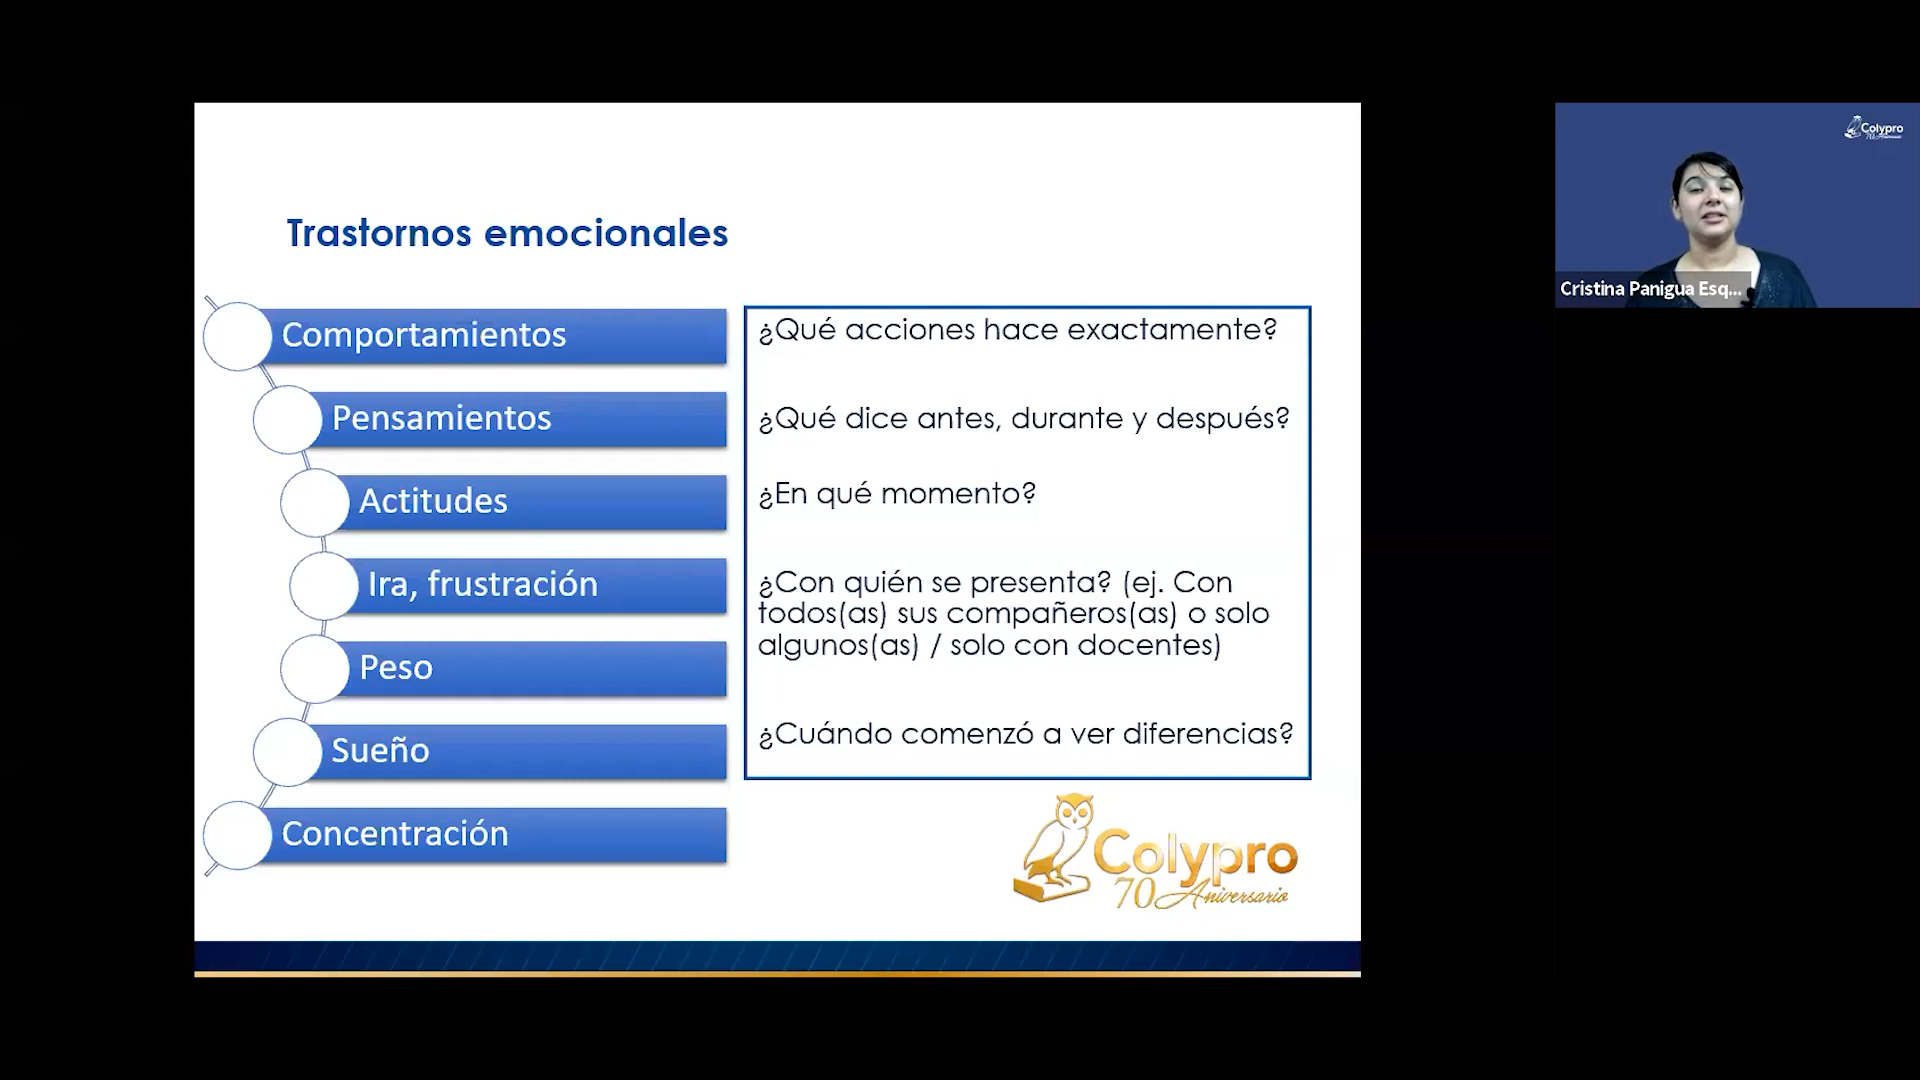 Trastornos emocionales
Comportamientos
Pensamientos
Actitudes
Ira, frustración
Peso
Sueño
Concentración
¿Qué acciones hace exactamente?
¿Qué dice antes, durante y después?
¿En qué momento?
¿Con quién se presenta? (ej. Con
todos(as) sus compañeros(as) o solo
algunos(as) / solo con docentes)
¿Cuándo comenzó a ver diferencias?
Colypro
70 Aniversario
Colypro
70 Aniversario
Cristina Panigua Esq...